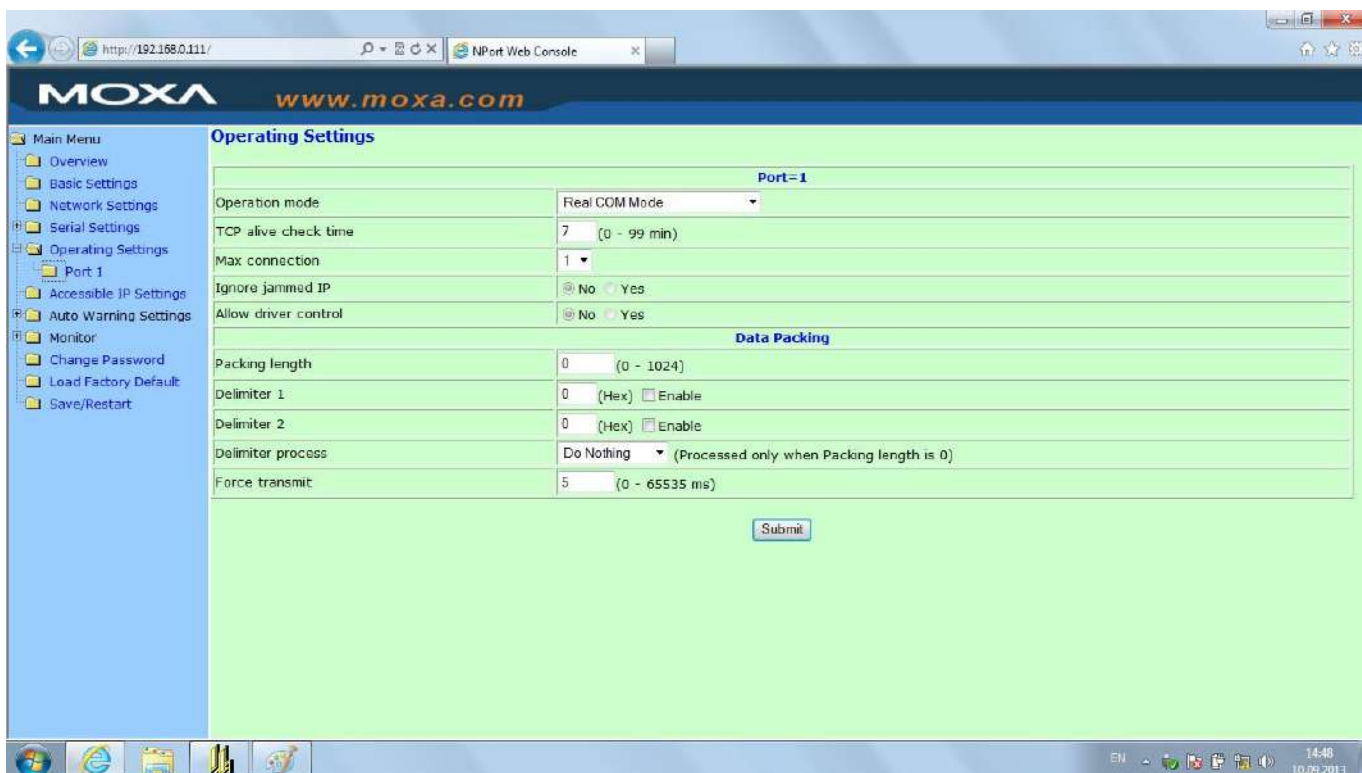 http://192.168.0.111/
NPort Web Console
MOXA www.moxa.com
Main Menu
Overview
Basic Settings
Network Settings
Serial Settings
Operating Settings
Port 1
Accessible IP Settings
Auto Warning Settings
Monitor
Change Password
Load Factory Default
Save/Restart
Operating Settings
Port=1
Operation mode Real COM Mode
TCP alive check time 7 (0 - 99 min)
Max connection 1
Ignore jammed IP No Yes
Allow driver control No Yes
Data Packing
Packing length 0 (0 - 1024)
Delimiter 1 0 (Hex) Enable
Delimiter 2 0 (Hex) Enable
Delimiter process Do Nothing (Processed only when Packing length is 0)
Force transmit 5 (0 - 65535 ms)
Submit
EN 14:48
10.09.2013